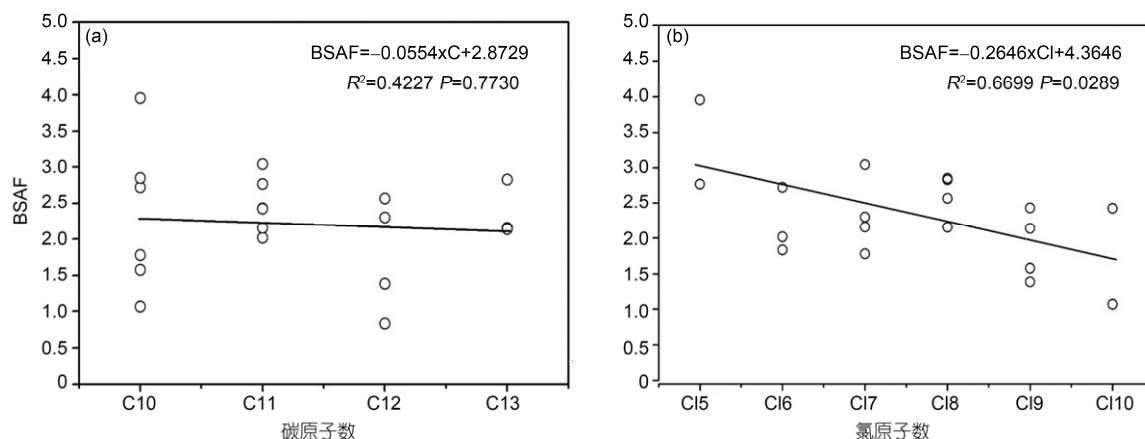 (a)
BSAF=−0.0554xC+2.8729
R²=0.4227 P=0.7730
BSAF
5.0
4.5
4.0
3.5
3.0
2.5
2.0
1.5
1.0
0.5
0
C10 C11 C12 C13
碳原子数
(b)
BSAF=−0.2646xCl+4.3646
R²=0.6699 P=0.0289
5.0
4.5
4.0
3.5
3.0
2.5
2.0
1.5
1.0
0.5
0
Cl5 Cl6 Cl7 Cl8 Cl9 Cl10
氯原子数